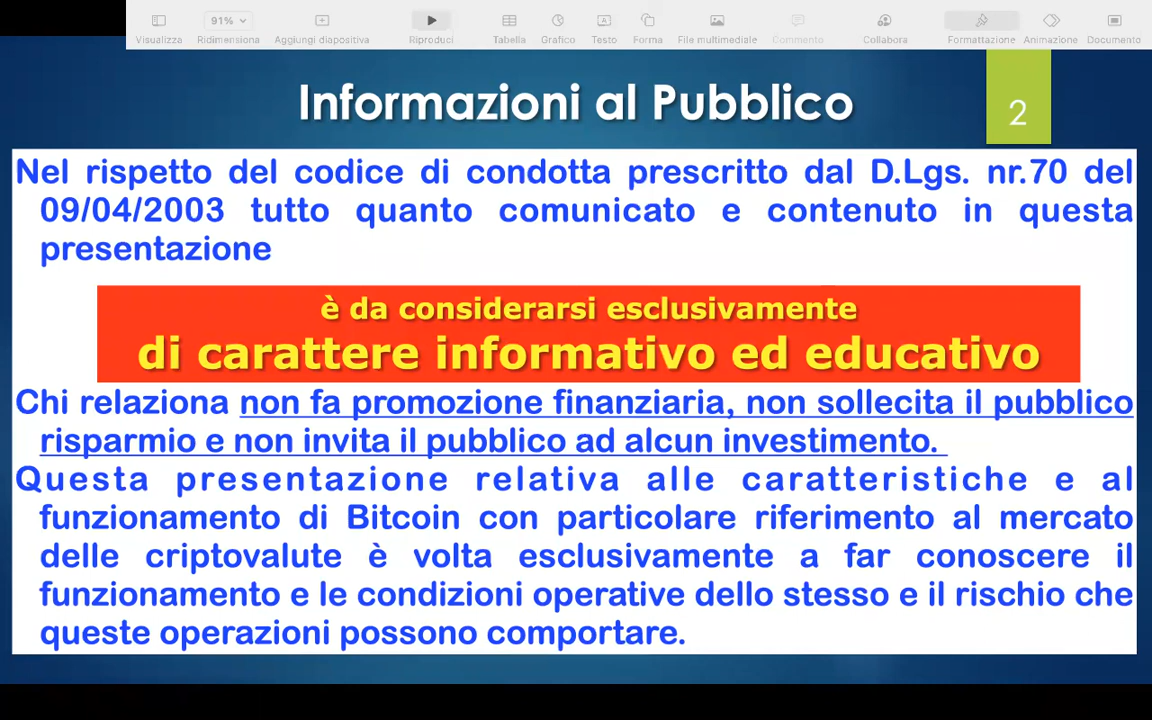 91%
Visualizza Ridimensiona Aggiungi diapositiva Riproduci Tabella Grafico Testo Forma File multimediale Commento Collabora Formattazione Animazione Documento
Informazioni al Pubblico
2
Nel rispetto del codice di condotta prescritto dal D.Lgs. nr.70 del
09/04/2003 tutto quanto comunicato e contenuto in questa
presentazione
è da considerarsi esclusivamente
di carattere informativo ed educativo
Chi relaziona non fa promozione finanziaria, non sollecita il pubblico
risparmio e non invita il pubblico ad alcun investimento.
Questa presentazione relativa alle caratteristiche e al
funzionamento di Bitcoin con particolare riferimento al mercato
delle criptovalute è volta esclusivamente a far conoscere il
funzionamento e le condizioni operative dello stesso e il rischio che
queste operazioni possono comportare.